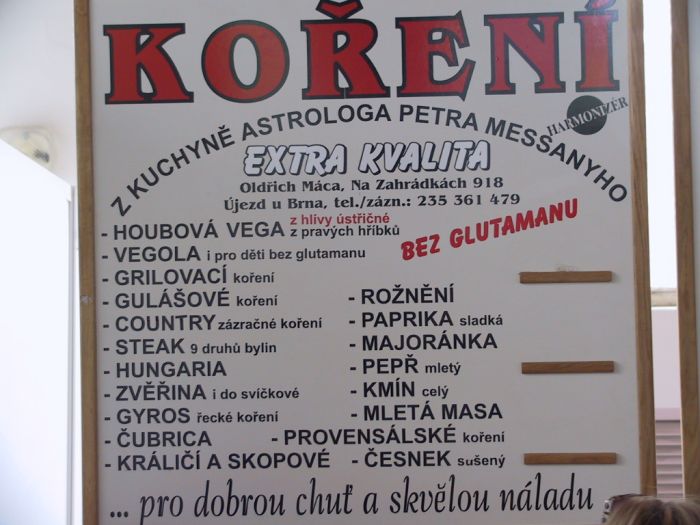 KOŘENÍ
HARMONIZÉR
Z KUCHYNĚ ASTROLOGA PETRA MESSANYHO
EXTRA KVALITA
Oldřich Máca, Na Zahrádkách 918
Újezd u Brna, tel./zázn.: 235 361 479
- HOUBOVÁ VEGA z hlívy ústřičné
z pravých hříbků
BEZ GLUTAMANU
- VEGOLA i pro děti bez glutamanu
- GRILOVACÍ koření
- GULÁŠOVÉ koření - ROŽNĚNÍ
- COUNTRY zázračné koření - PAPRIKA sladká
- STEAK 9 druhů bylin - MAJORÁNKA
- HUNGARIA - PEPŘ mletý
- ZVĚŘINA i do svíčkové - KMÍN celý
- GYROS řecké koření - MLETÁ MASA
- ČUBRICA - PROVENSÁLSKÉ koření
- KRÁLIČÍ A SKOPOVÉ - ČESNEK sušený
... pro dobrou chuť a skvělou náladu